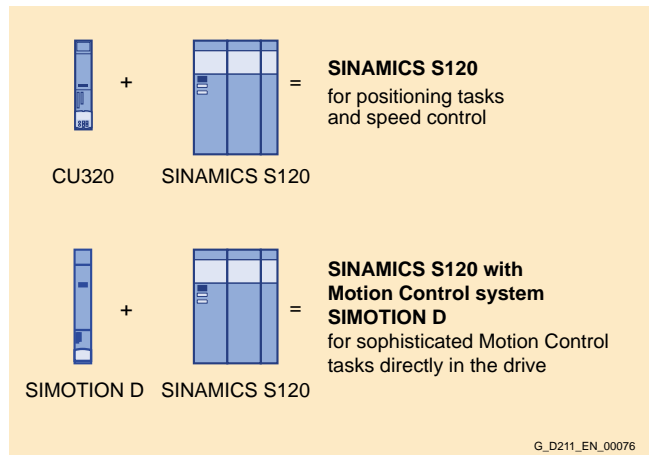 +
=
SINAMICS S120
for positioning tasks
and speed control
CU320
SINAMICS S120
+
=
SINAMICS S120 with
Motion Control system
SIMOTION D
for sophisticated Motion Control
tasks directly in the drive
SIMOTION D
SINAMICS S120
G_D211_EN_00076